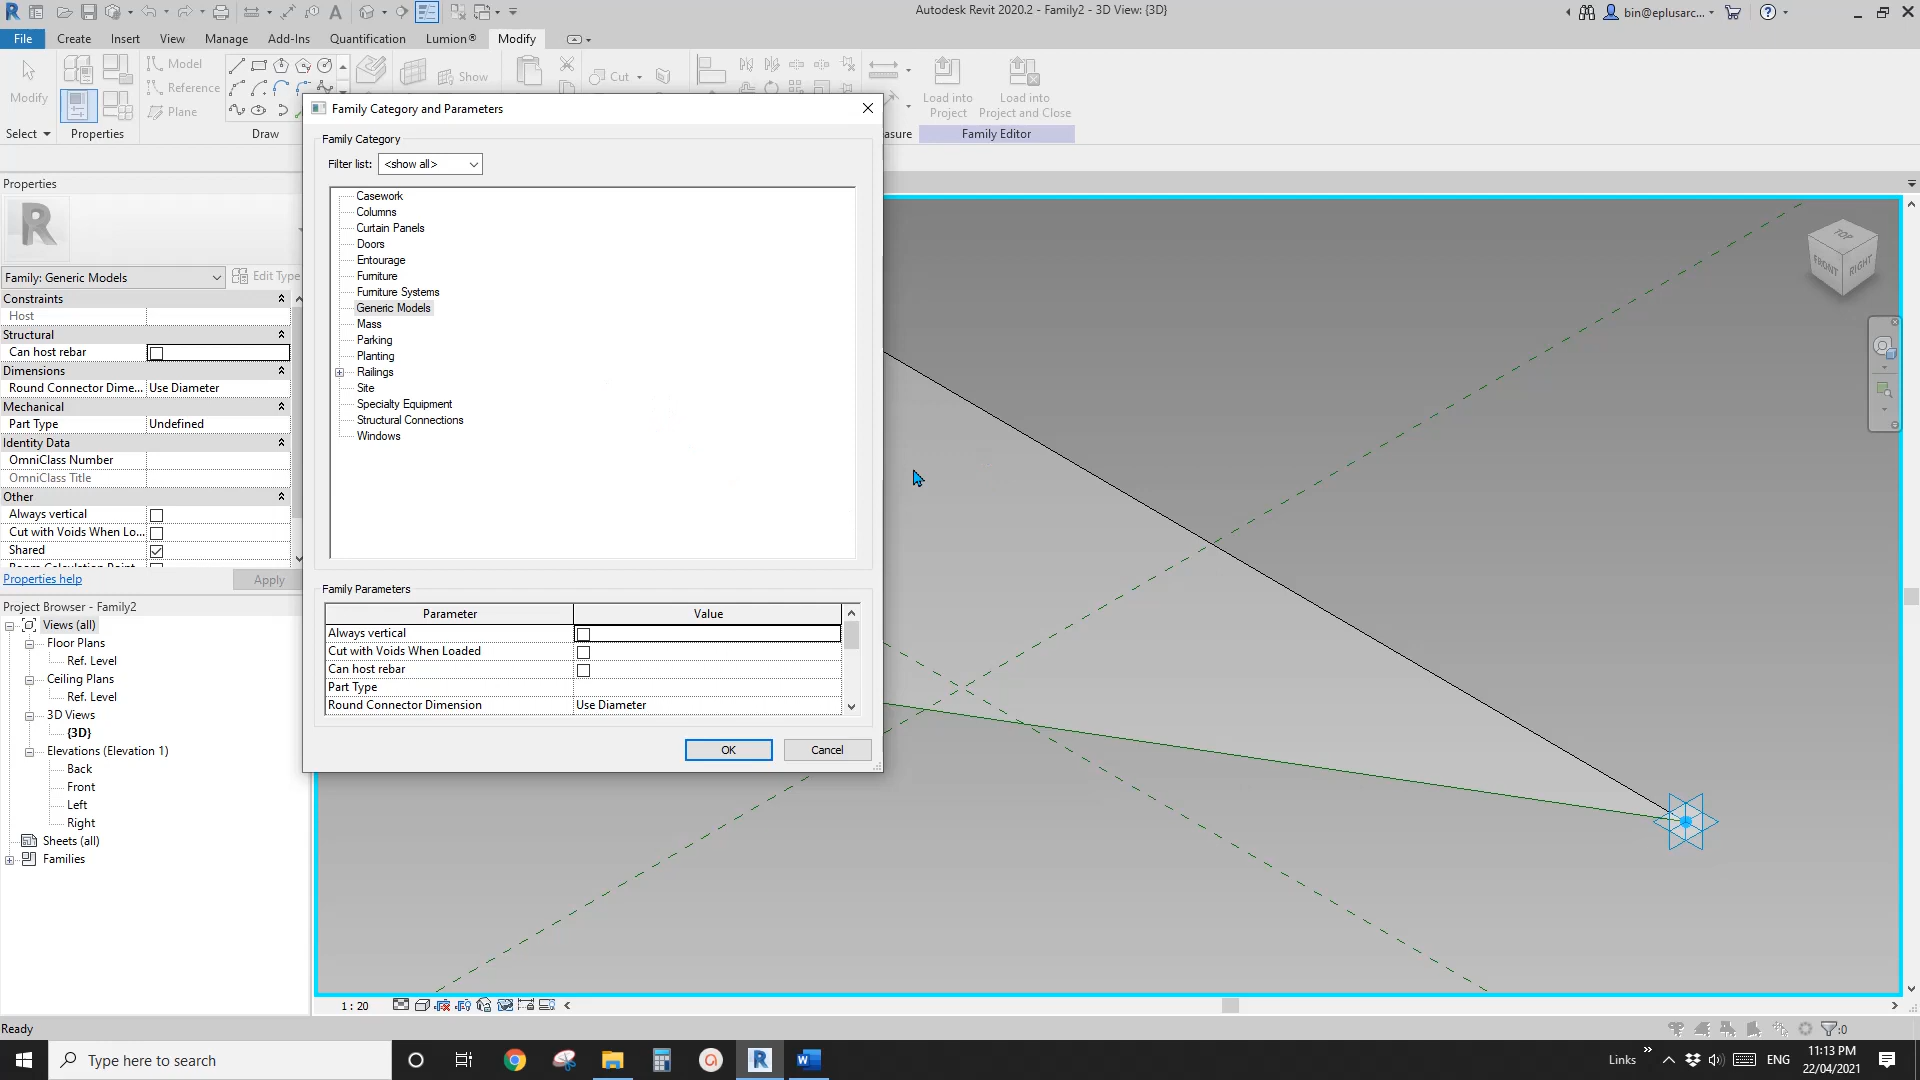 Autodesk Revit 2020.2 - Family2 - 3D View: {3D}
bin@eplusarc...
File Create Insert View Manage Add-Ins Quantification Lumion® Modify
Modify
Select
Properties
Model
Reference
Plane
Draw
Show
Cut
asure
Load into
Project
Load into
Project and Close
Family Editor
Properties
R
Family: Generic Models
Edit Type
Constraints
Host
Structural
Can host rebar
Dimensions
Round Connector Dime... Use Diameter
Mechanical
Part Type Undefined
Identity Data
OmniClass Number
OmniClass Title
Other
Always vertical
Cut with Voids When Lo...
Shared
Properties help
Apply
Project Browser - Family2
Views (all)
Floor Plans
Ref. Level
Ceiling Plans
Ref. Level
3D Views
{3D}
Elevations (Elevation 1)
Back
Front
Left
Right
Sheets (all)
Families
Family Category and Parameters
Family Category
Filter list: <show all>
Casework
Columns
Curtain Panels
Doors
Entourage
Furniture
Furniture Systems
Generic Models
Mass
Parking
Planting
Railings
Site
Specialty Equipment
Structural Connections
Windows
Family Parameters
Parameter Value
Always vertical
Cut with Voids When Loaded
Can host rebar
Part Type
Round Connector Dimension Use Diameter
OK Cancel
TOP
FRONT RIGHT
1 : 20
Ready
:0
Type here to search
Links
ENG
11:13 PM
22/04/2021